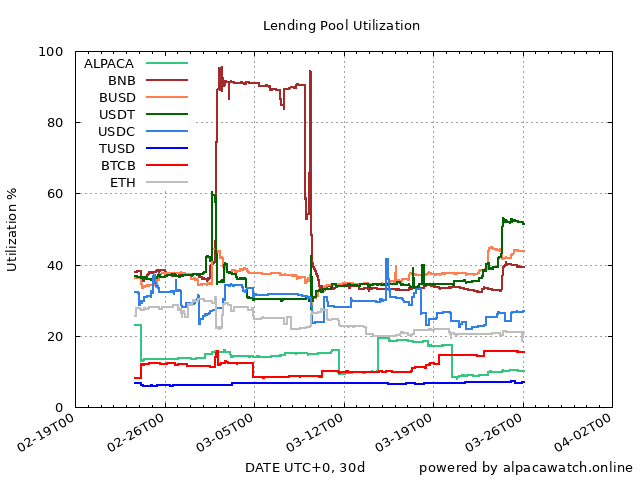 Lending Pool Utilization
100
80
60
40
20
0
Utilization %
ALPACA
BNB
BUSD
USDT
USDC
TUSD
BTCB
ETH
02-19T00
02-26T00
03-05T00
03-12T00
03-19T00
03-26T00
04-02T00
DATE UTC+0, 30d
powered by alpacawatch.online